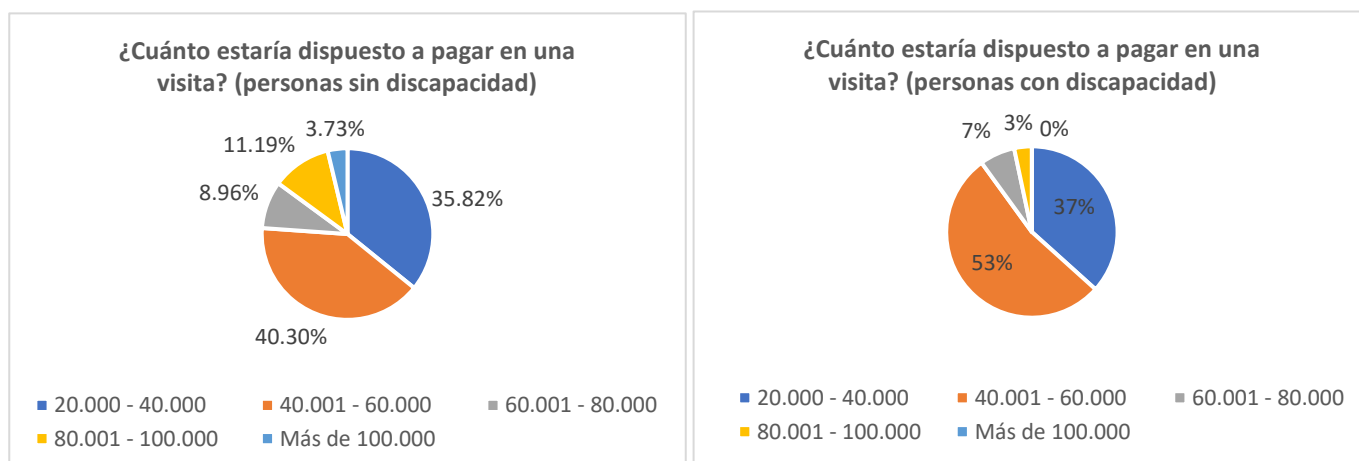 ¿Cuánto estaría dispuesto a pagar en una
visita? (personas sin discapacidad)
3.73%
11.19%
8.96%
35.82%
40.30%
20.000 - 40.000
40.001 - 60.000
60.001 - 80.000
80.001 - 100.000
Más de 100.000
¿Cuánto estaría dispuesto a pagar en una
visita? (personas con discapacidad)
7%
3%
0%
37%
53%
20.000 - 40.000
40.001 - 60.000
60.001 - 80.000
80.001 - 100.000
Más de 100.000